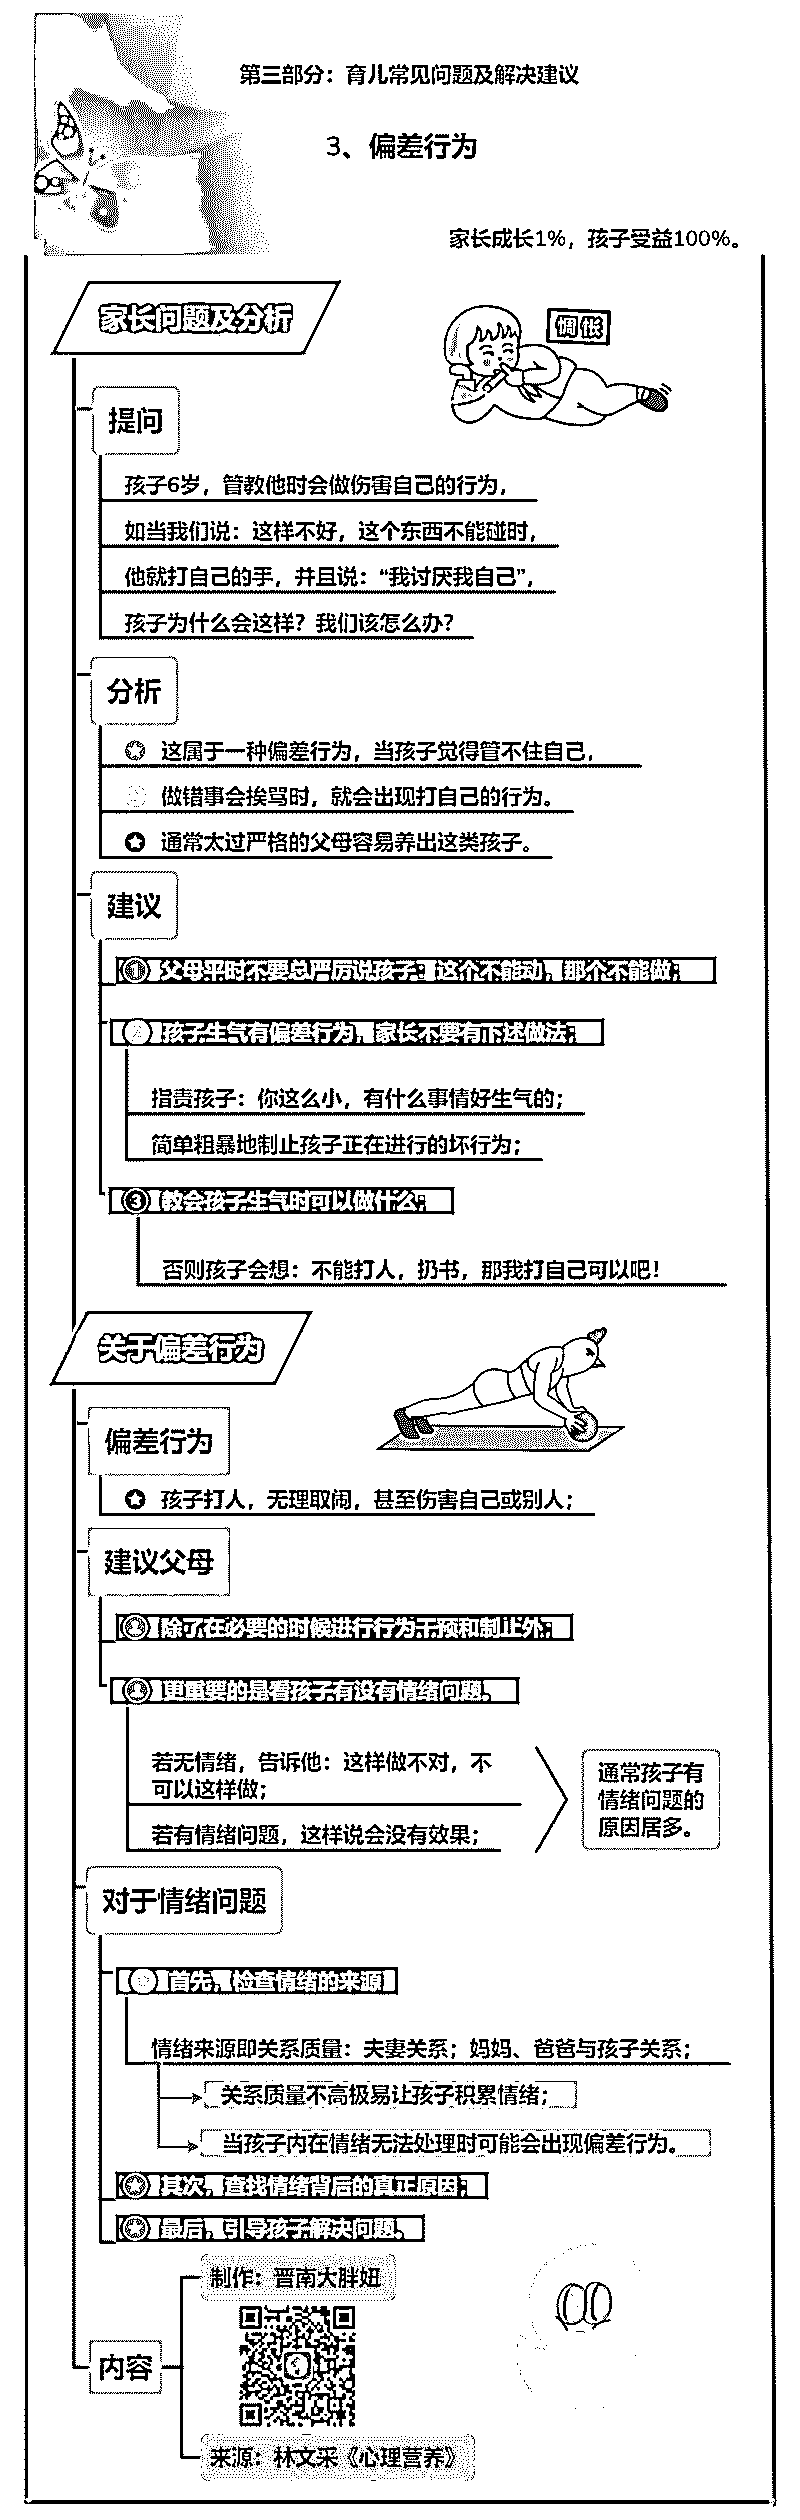 第三部分：育儿常见问题及解决建议
3、偏差行为
家长成长1%，孩子受益100%。
家长问题及分析
惆怅
提问
孩子6岁，管教他时会做伤害自己的行为，
如当我们说：这样不好，这个东西不能碰时，
他就打自己的手，并且说：“我讨厌我自己”，
孩子为什么会这样？我们该怎么办？
分析
这属于一种偏差行为，当孩子觉得管不住自己，
做错事会挨骂时，就会出现打自己的行为。
通常太过严格的父母容易养出这类孩子。
建议
① 父母平时不要总严厉说孩子：这个不能动，那个不能做；
② 孩子生气有偏差行为，家长不要有下述做法；
指责孩子：你这么小，有什么事情好生气的；
简单粗暴地制止孩子正在进行的坏行为；
③ 教会孩子生气时可以做什么；
否则孩子会想：不能打人，扔书，那我打自己可以吧！
关于偏差行为
偏差行为
孩子打人，无理取闹，甚至伤害自己或别人；
建议父母
除了在必要的时候进行行为干预和制止外；
更重要的是看孩子有没有情绪问题。
若无情绪，告诉他：这样做不对，不
可以这样做；
若有情绪问题，这样说会没有效果；
通常孩子有
情绪问题的
原因居多。
对于情绪问题
首先，检查情绪的来源
情绪来源即关系质量：夫妻关系；妈妈、爸爸与孩子关系；
关系质量不高极易让孩子积累情绪；
当孩子内在情绪无法处理时可能会出现偏差行为。
其次，查找情绪背后的真正原因；
最后，引导孩子解决问题。
制作：晋南大胖妞
内容
来源：林文采《心理营养》